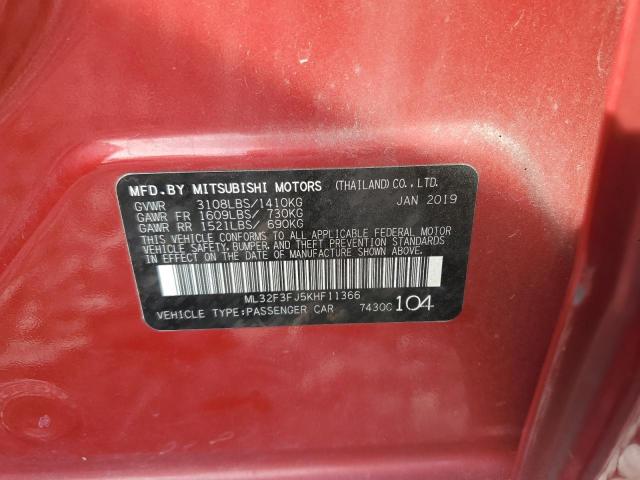 MFD.BY MITSUBISHI MOTORS (THAILAND) CO., LTD.
GVWR 3108LBS/1410KG JAN 2019
GAWR FR 1609LBS/ 730KG
GAWR RR 1521LBS/ 690KG
THIS VEHICLE CONFORMS TO ALL APPLICABLE FEDERAL MOTOR
VEHICLE SAFETY, BUMPER, AND THEFT PREVENTION STANDARDS
IN EFFECT ON THE DATE OF MANUFACTURE SHOWN ABOVE.
ML32F3FJ5KHF11366
VEHICLE TYPE:PASSENGER CAR 7430C 104